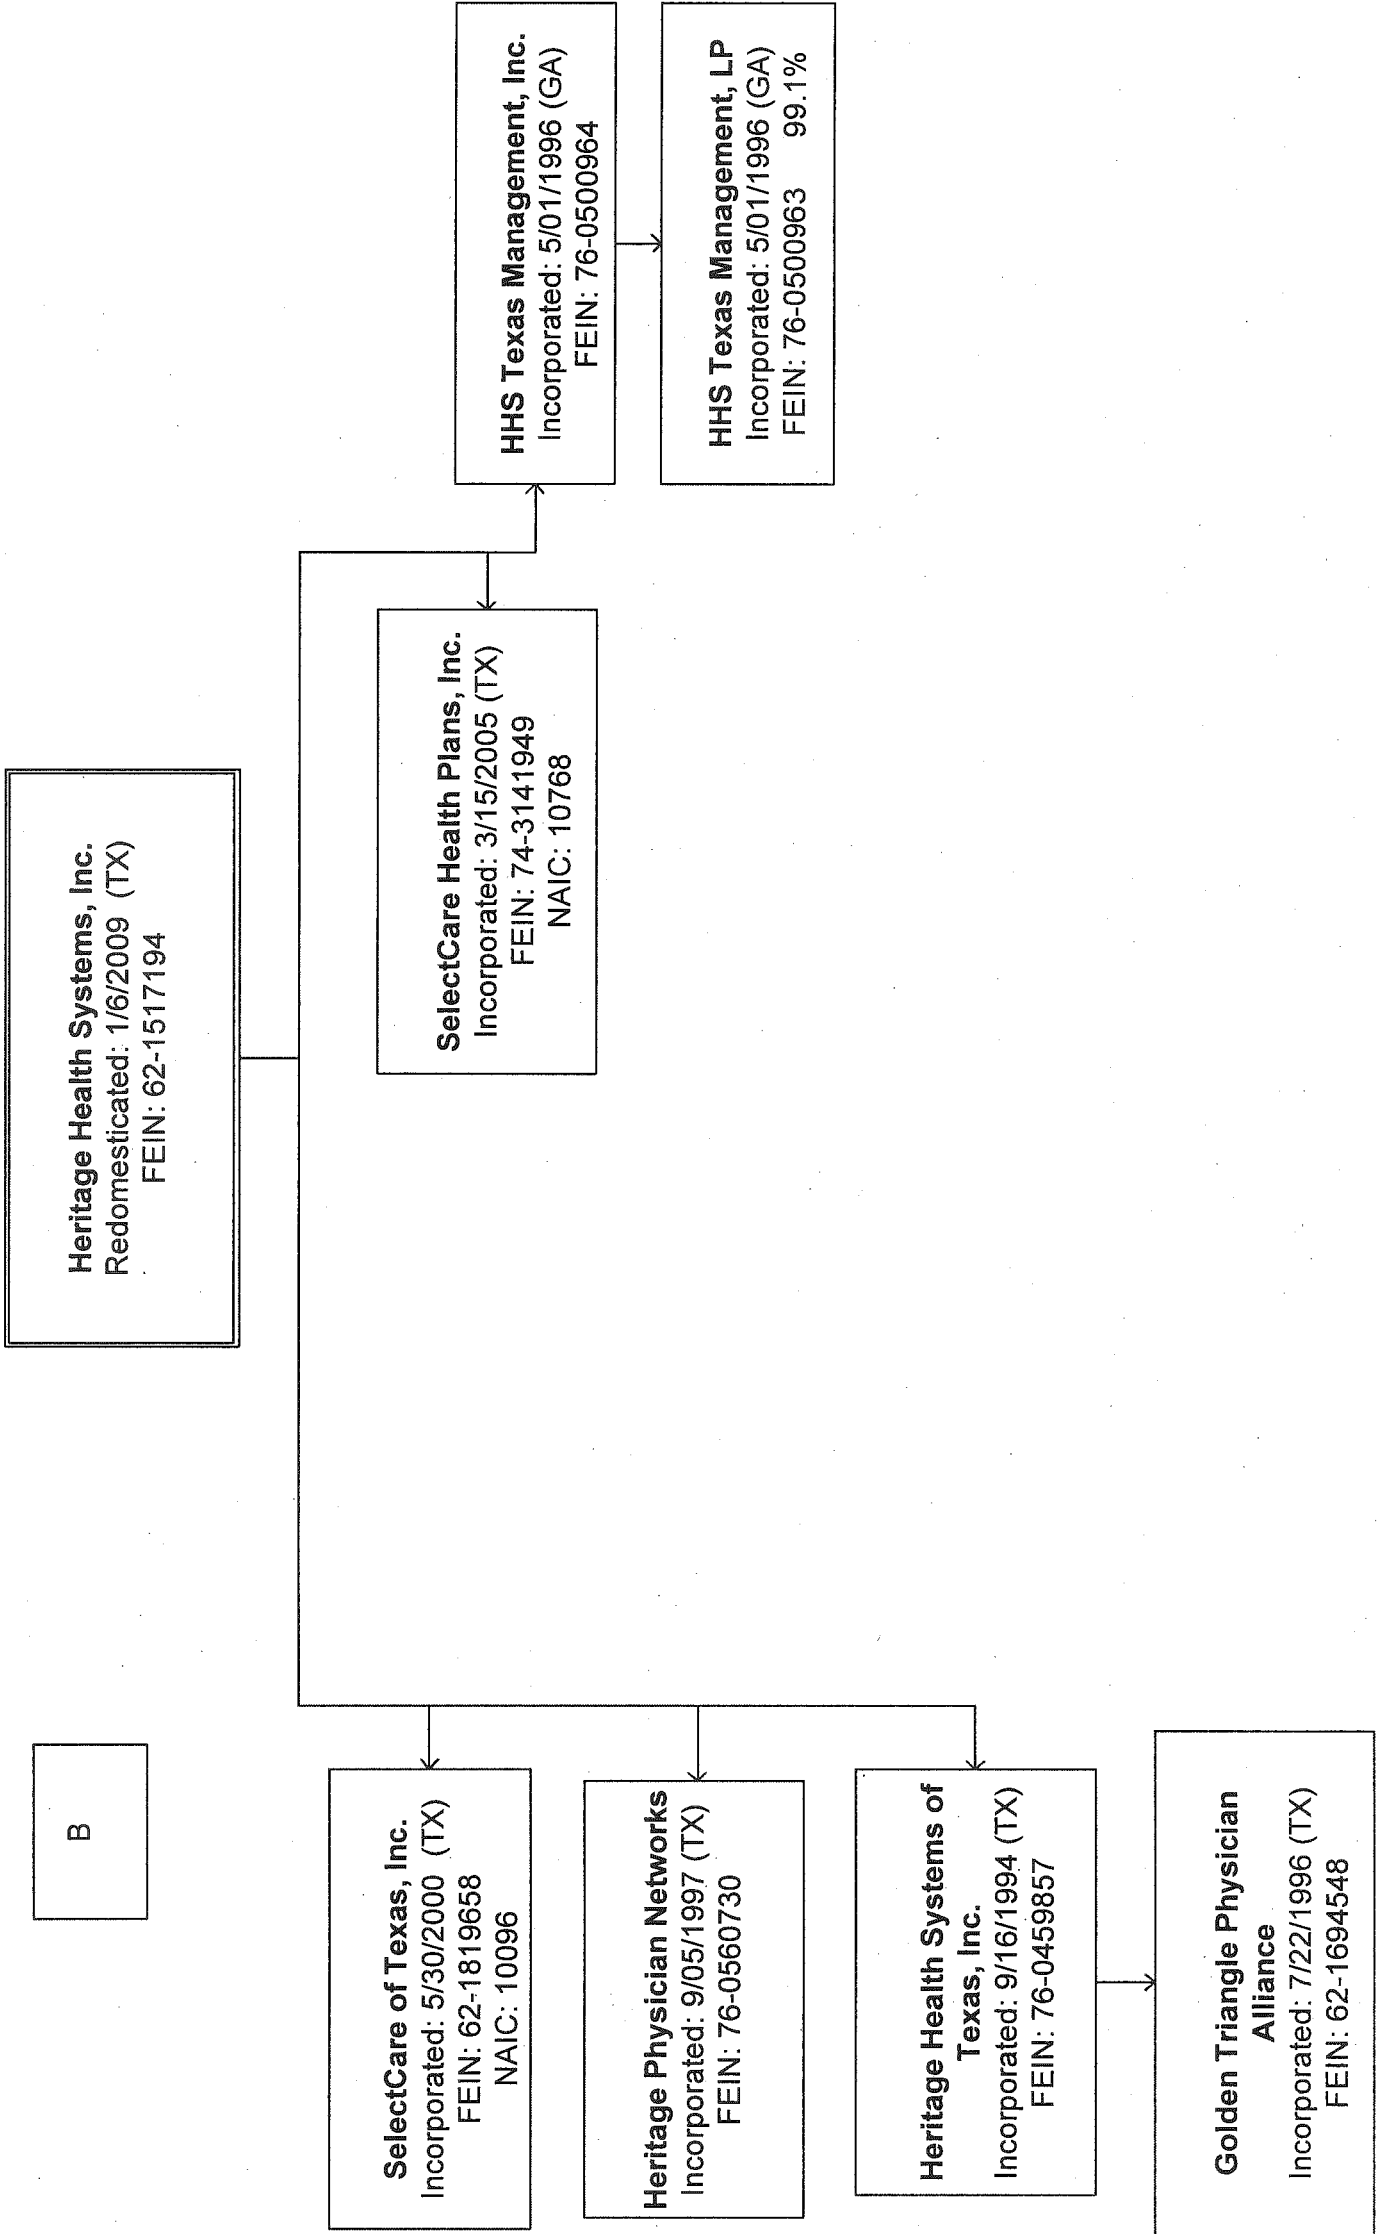 B
Heritage Health Systems, Inc.
Redomesticated: 1/6/2009 (TX)
FEIN: 62-1517194
SelectCare of Texas, Inc.
Incorporated: 5/30/2000 (TX)
FEIN: 62-1819658
NAIC: 10096
Heritage Physician Networks
Incorporated: 9/05/1997 (TX)
FEIN: 76-0560730
Heritage Health Systems of
Texas, Inc.
Incorporated: 9/16/1994 (TX)
FEIN: 76-0459857
Golden Triangle Physician
Alliance
Incorporated: 7/22/1996 (TX)
FEIN: 62-1694548
SelectCare Health Plans, Inc.
Incorporated: 3/15/2005 (TX)
FEIN: 74-3141949
NAIC: 10768
HHS Texas Management, Inc.
Incorporated: 5/01/1996 (GA)
FEIN: 76-0500964
HHS Texas Management, LP
Incorporated: 5/01/1996 (GA)
FEIN: 76-0500963 99.1%